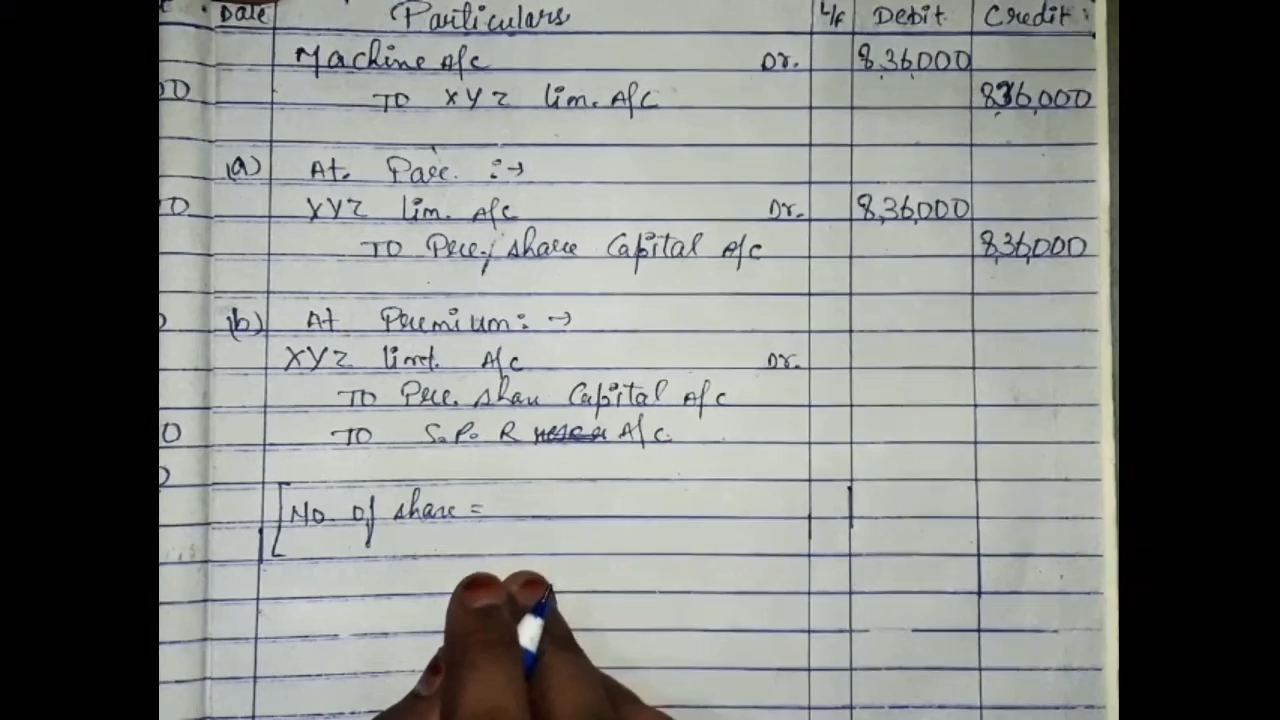 Date Particulars L/f Debit Credit:
Machine A/c Dr. 8,36,000
TO XYZ lim. A/c 836,000
(a) At. Parr. :→
XYZ lim. A/c Dr. 8,36,000
TO Pre. share Capital A/c 8,36,000
(b) At Premium: →
XYZ limt. A/c Dr.
TO Pre. share Capital A/c
TO S.P.R A/c.
No. of share =